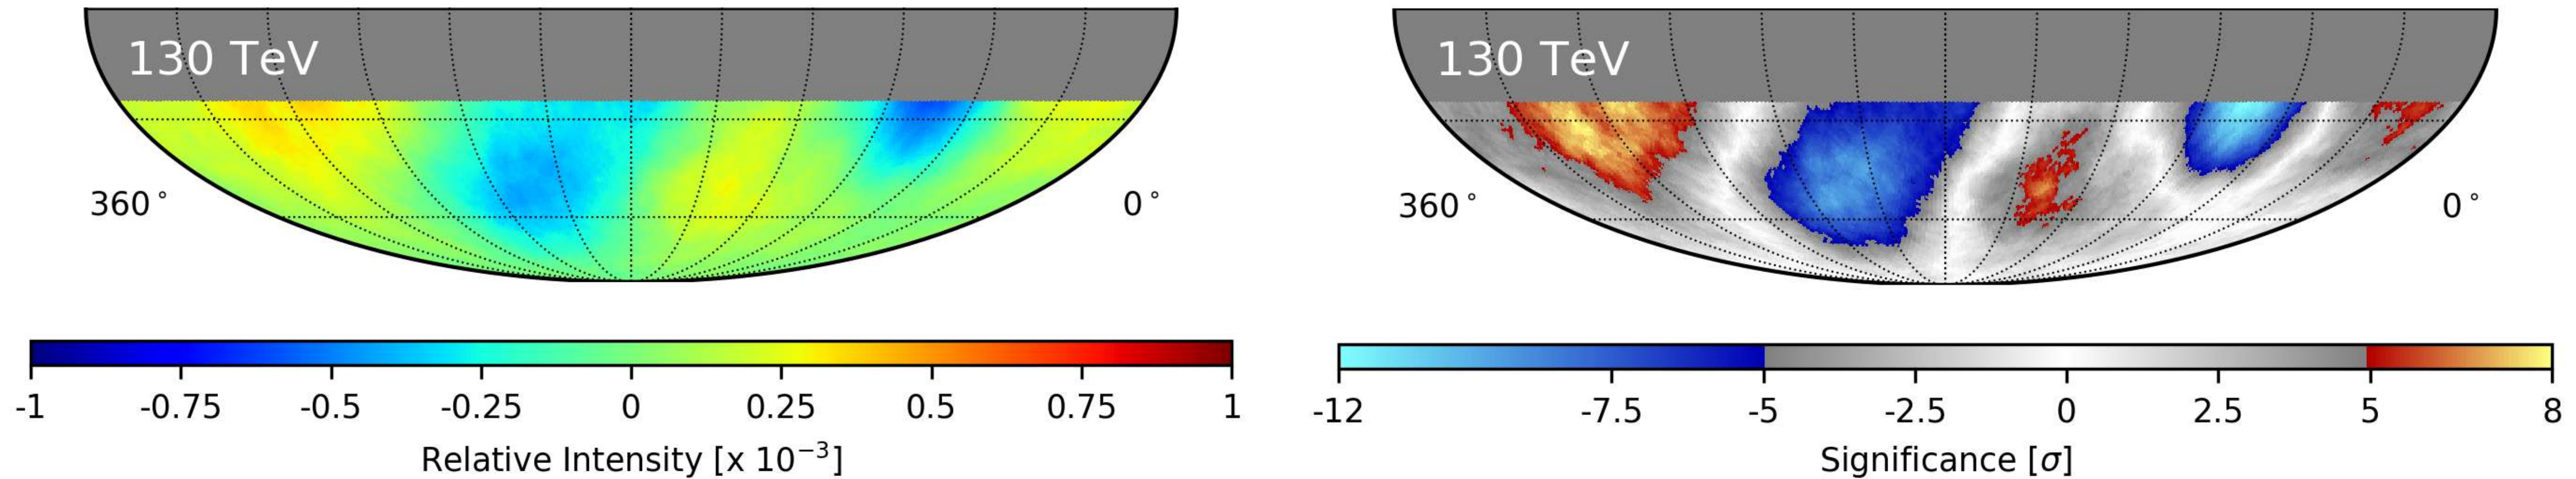 130 TeV
360°
0°
-1 -0.75 -0.5 -0.25 0 0.25 0.5 0.75 1
Relative Intensity [x 10⁻³]
130 TeV
360°
0°
-12 -7.5 -5 -2.5 0 2.5 5 8
Significance [σ]